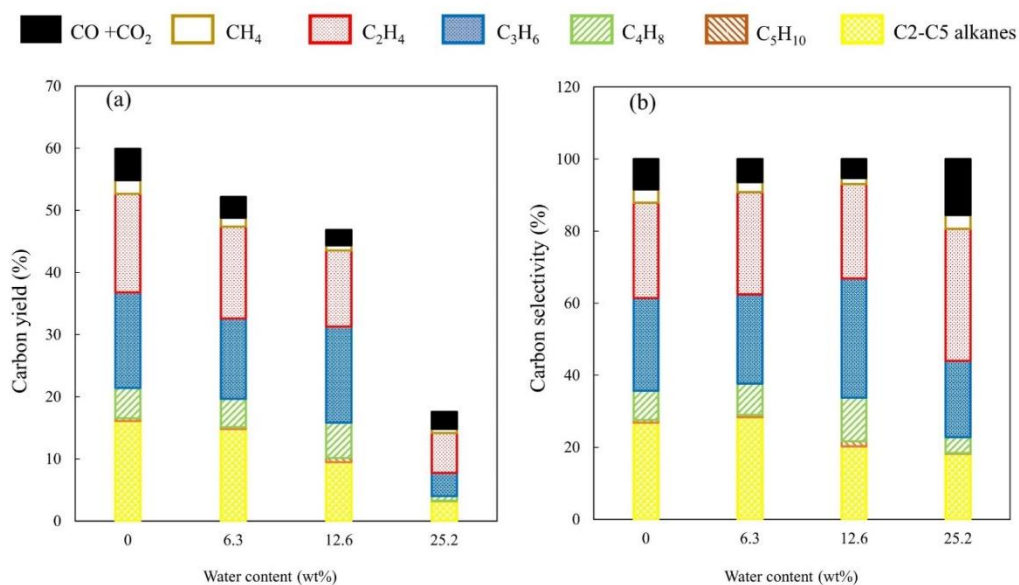 CO +CO₂ CH₄ C₂H₄ C₃H₆ C₄H₈ C₅H₁₀ C2-C5 alkanes
(a)
Carbon yield (%)
70
60
50
40
30
20
10
0
0 6.3 12.6 25.2
Water content (wt%)
(b)
Carbon selectivity (%)
120
100
80
60
40
20
0
0 6.3 12.6 25.2
Water content (wt%)